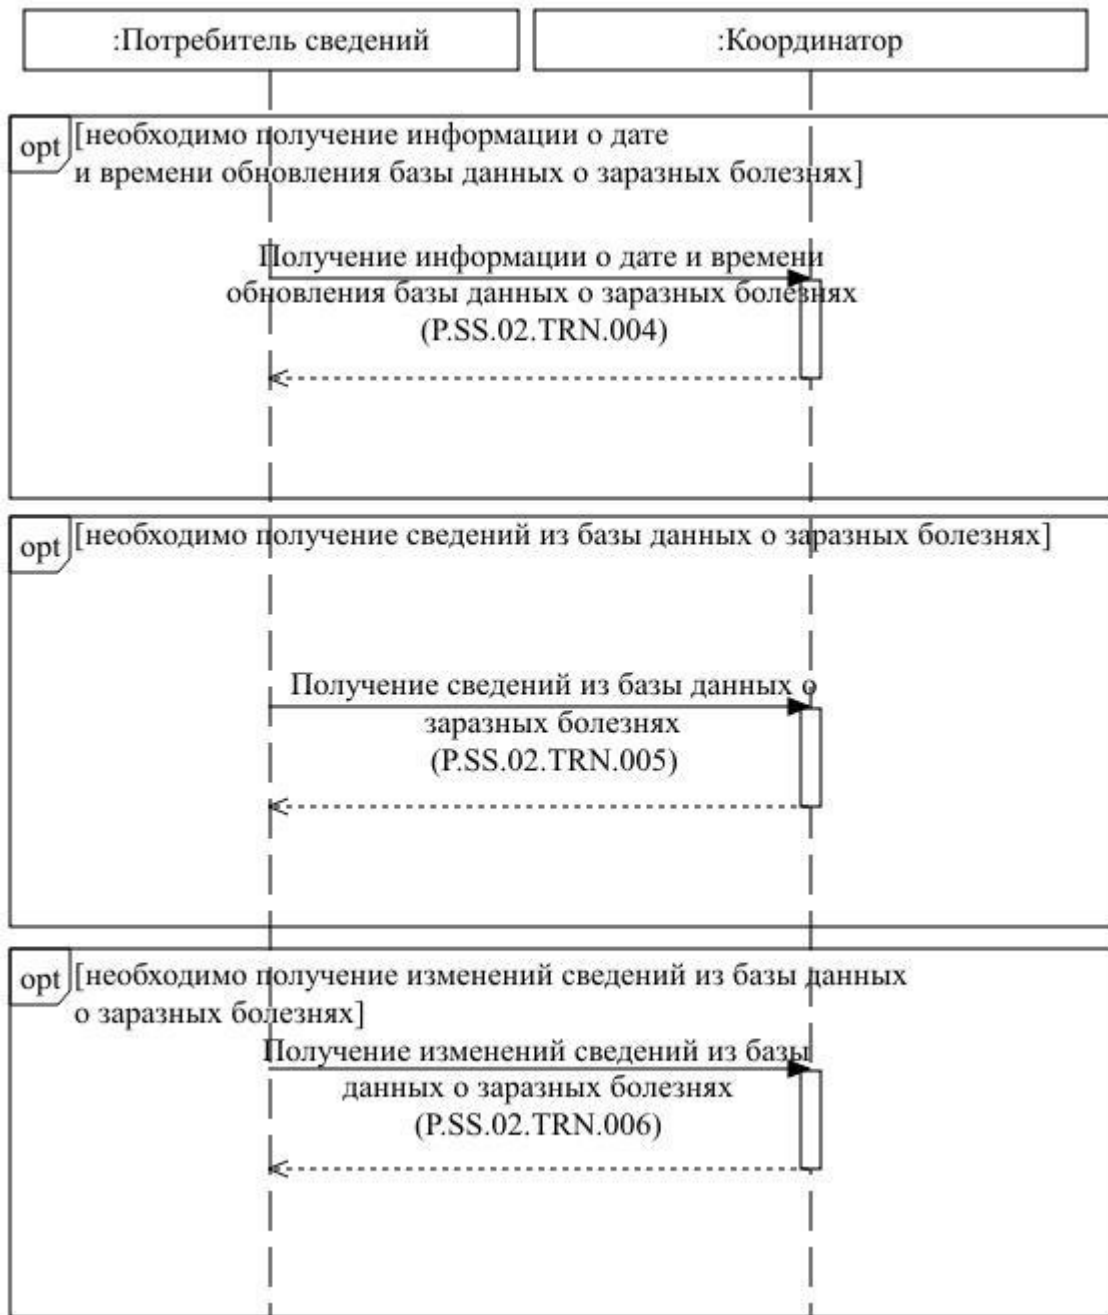 :Потребитель сведений
:Координатор
opt
[необходимо получение информации о дате
и времени обновления базы данных о заразных болезнях]
Получение информации о дате и времени
обновления базы данных о заразных болезнях
(P.SS.02.TRN.004)
opt
[необходимо получение сведений из базы данных о заразных болезнях]
Получение сведений из базы данных о
заразных болезнях
(P.SS.02.TRN.005)
opt
[необходимо получение изменений сведений из базы данных
о заразных болезнях]
Получение изменений сведений из базы
данных о заразных болезнях
(P.SS.02.TRN.006)